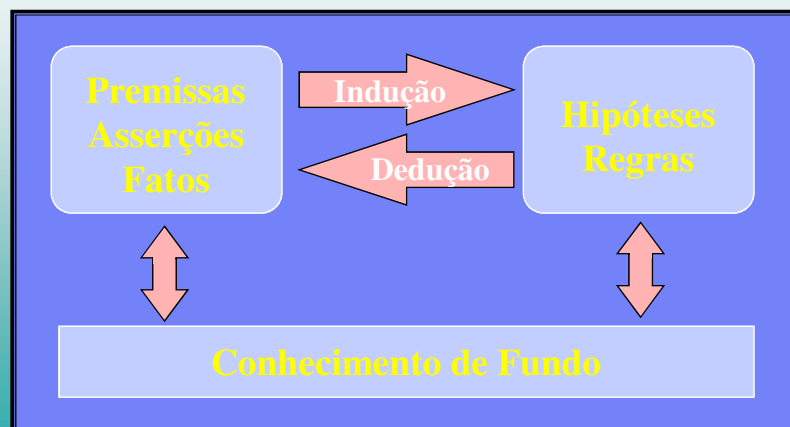 Premissas
Asserções
Fatos
Indução
Dedução
Hipóteses
Regras
Conhecimento de Fundo